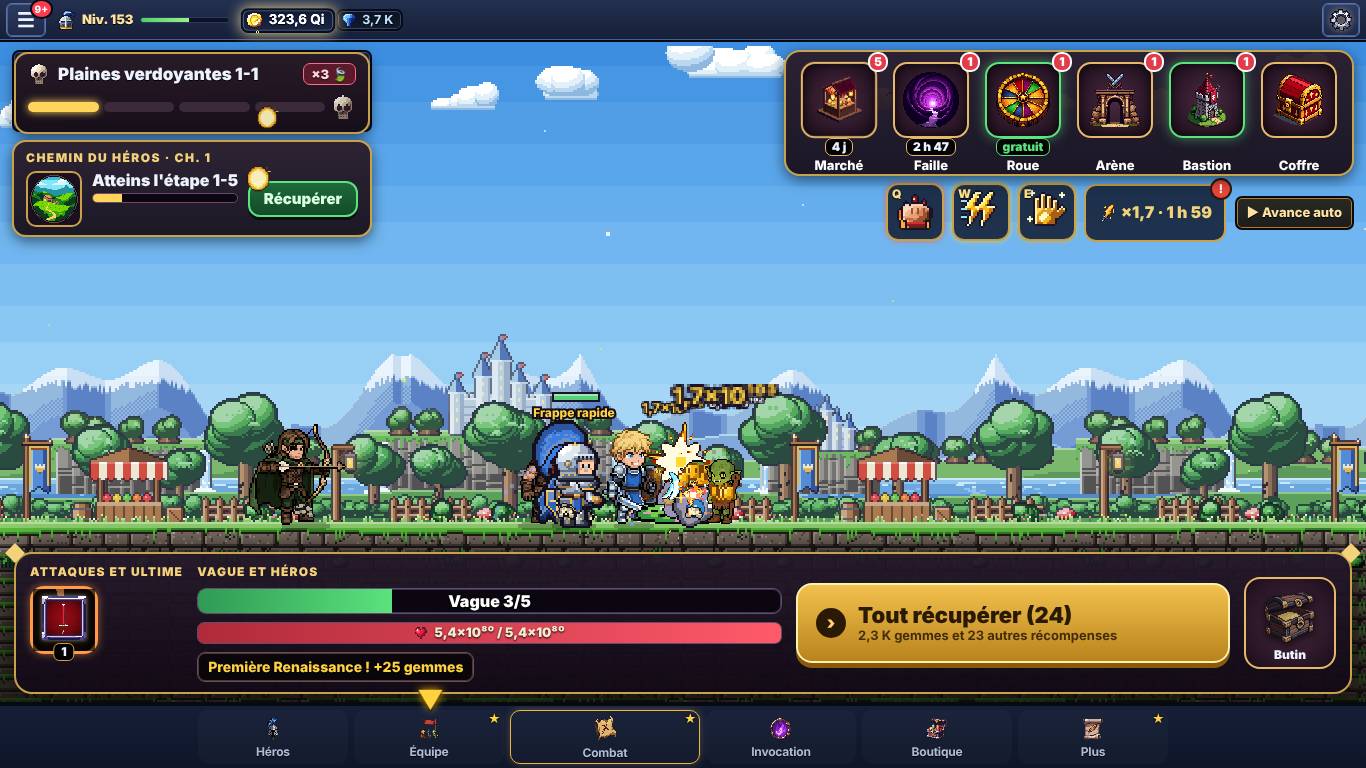 9+
Niv. 153
323,6 Qi
3,7 K
Plaines verdoyantes 1-1
×3
CHEMIN DU HÉROS · CH. 1
Atteins l'étape 1-5
Récupérer
5
1
1
1
1
4 j
2 h 47
gratuit
Marché
Faille
Roue
Arène
Bastion
Coffre
Q
W
E
×1,7 · 1 h 59
!
Avance auto
1,7×10
Frappe rapide
ATTAQUES ET ULTIME
VAGUE ET HÉROS
1
Vague 3/5
5,4×10⁸⁰ / 5,4×10⁸⁰
Première Renaissance ! +25 gemmes
Tout récupérer (24)
2,3 K gemmes et 23 autres récompenses
Butin
Héros
Équipe
Combat
Invocation
Boutique
Plus